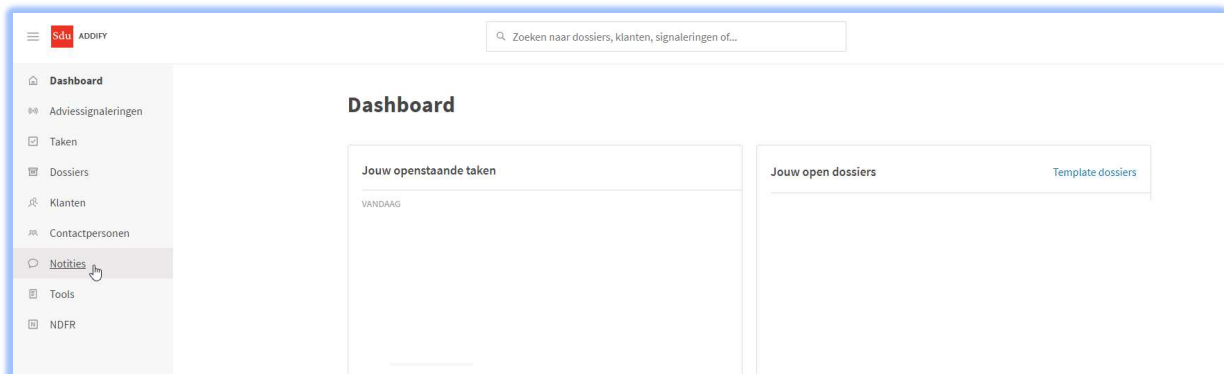 Sdu ADDIFY
Zoeken naar dossiers, klanten, signaleringen of...
Dashboard
Adviessignaleringen
Taken
Dossiers
Klanten
Contactpersonen
Notities
Tools
N NDFR
Dashboard
Jouw openstaande taken
VANDAAG
Jouw open dossiers
Template dossiers